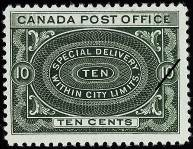 CANADA POST OFFICE
SPECIAL DELIVERY
10 TEN 10
WITHIN CITY LIMITS
TEN CENTS